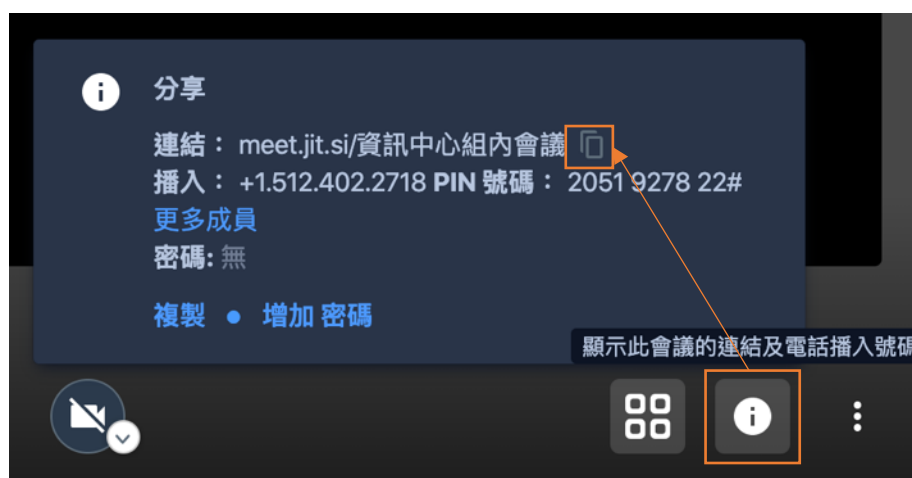 分享
連結： meet.jit.si/資訊中心組內會議
播入： +1.512.402.2718 PIN 號碼： 2051 9278 22#
更多成員
密碼: 無
複製 ● 增加 密碼
顯示此會議的連結及電話播入號碼